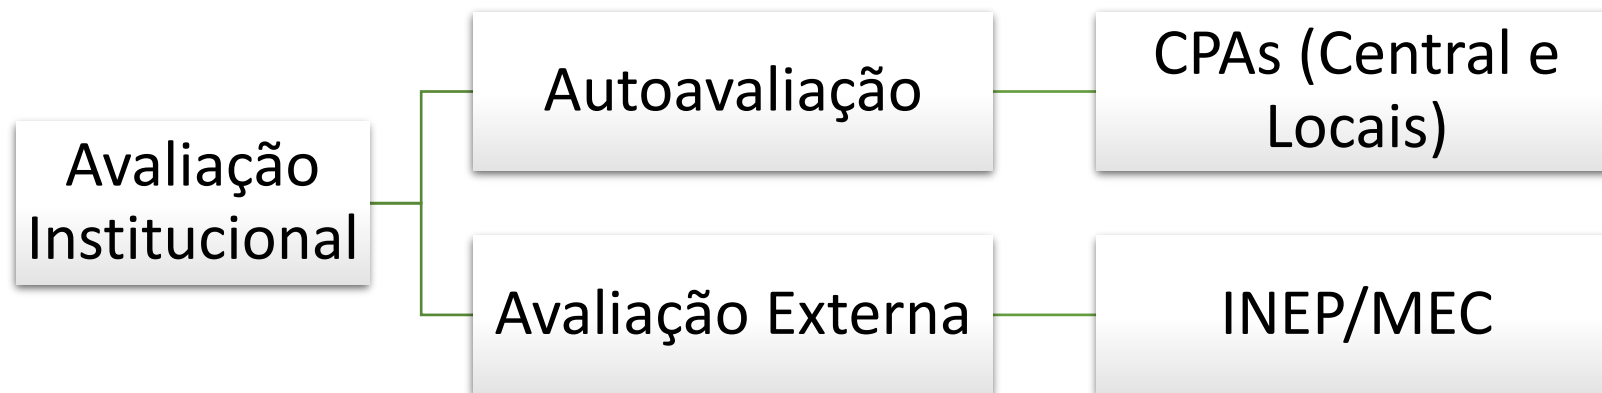 Avaliação
Institucional
Autoavaliação
CPAs (Central e
Locais)
Avaliação Externa
INEP/MEC